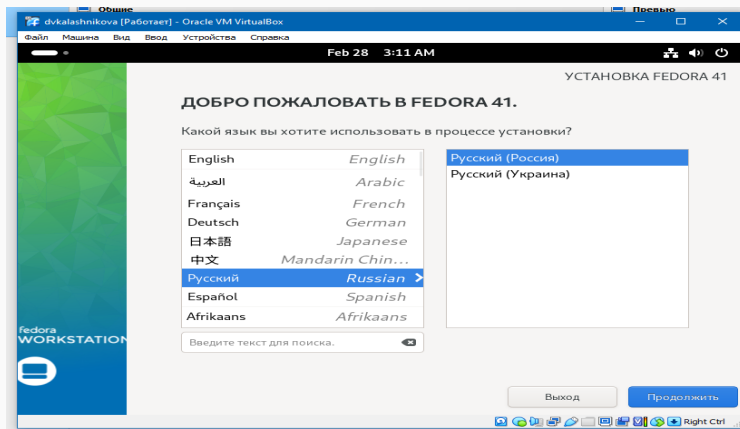 Общие
Превью
dvkalashnikova [Работает] - Oracle VM VirtualBox
Файл Машина Вид Ввод Устройства Справка
Feb 28 3:11 AM
УСТАНОВКА FEDORA 41
ДОБРО ПОЖАЛОВАТЬ В FEDORA 41.
Какой язык вы хотите использовать в процессе установки?
English English
العربية Arabic
Français French
Deutsch German
日本語 Japanese
中文 Mandarin Chin...
Русский Russian
Español Spanish
Afrikaans Afrikaans
Русский (Россия)
Русский (Украина)
Введите текст для поиска.
fedora
WORKSTATION
Выход
Продолжить
Right Ctrl